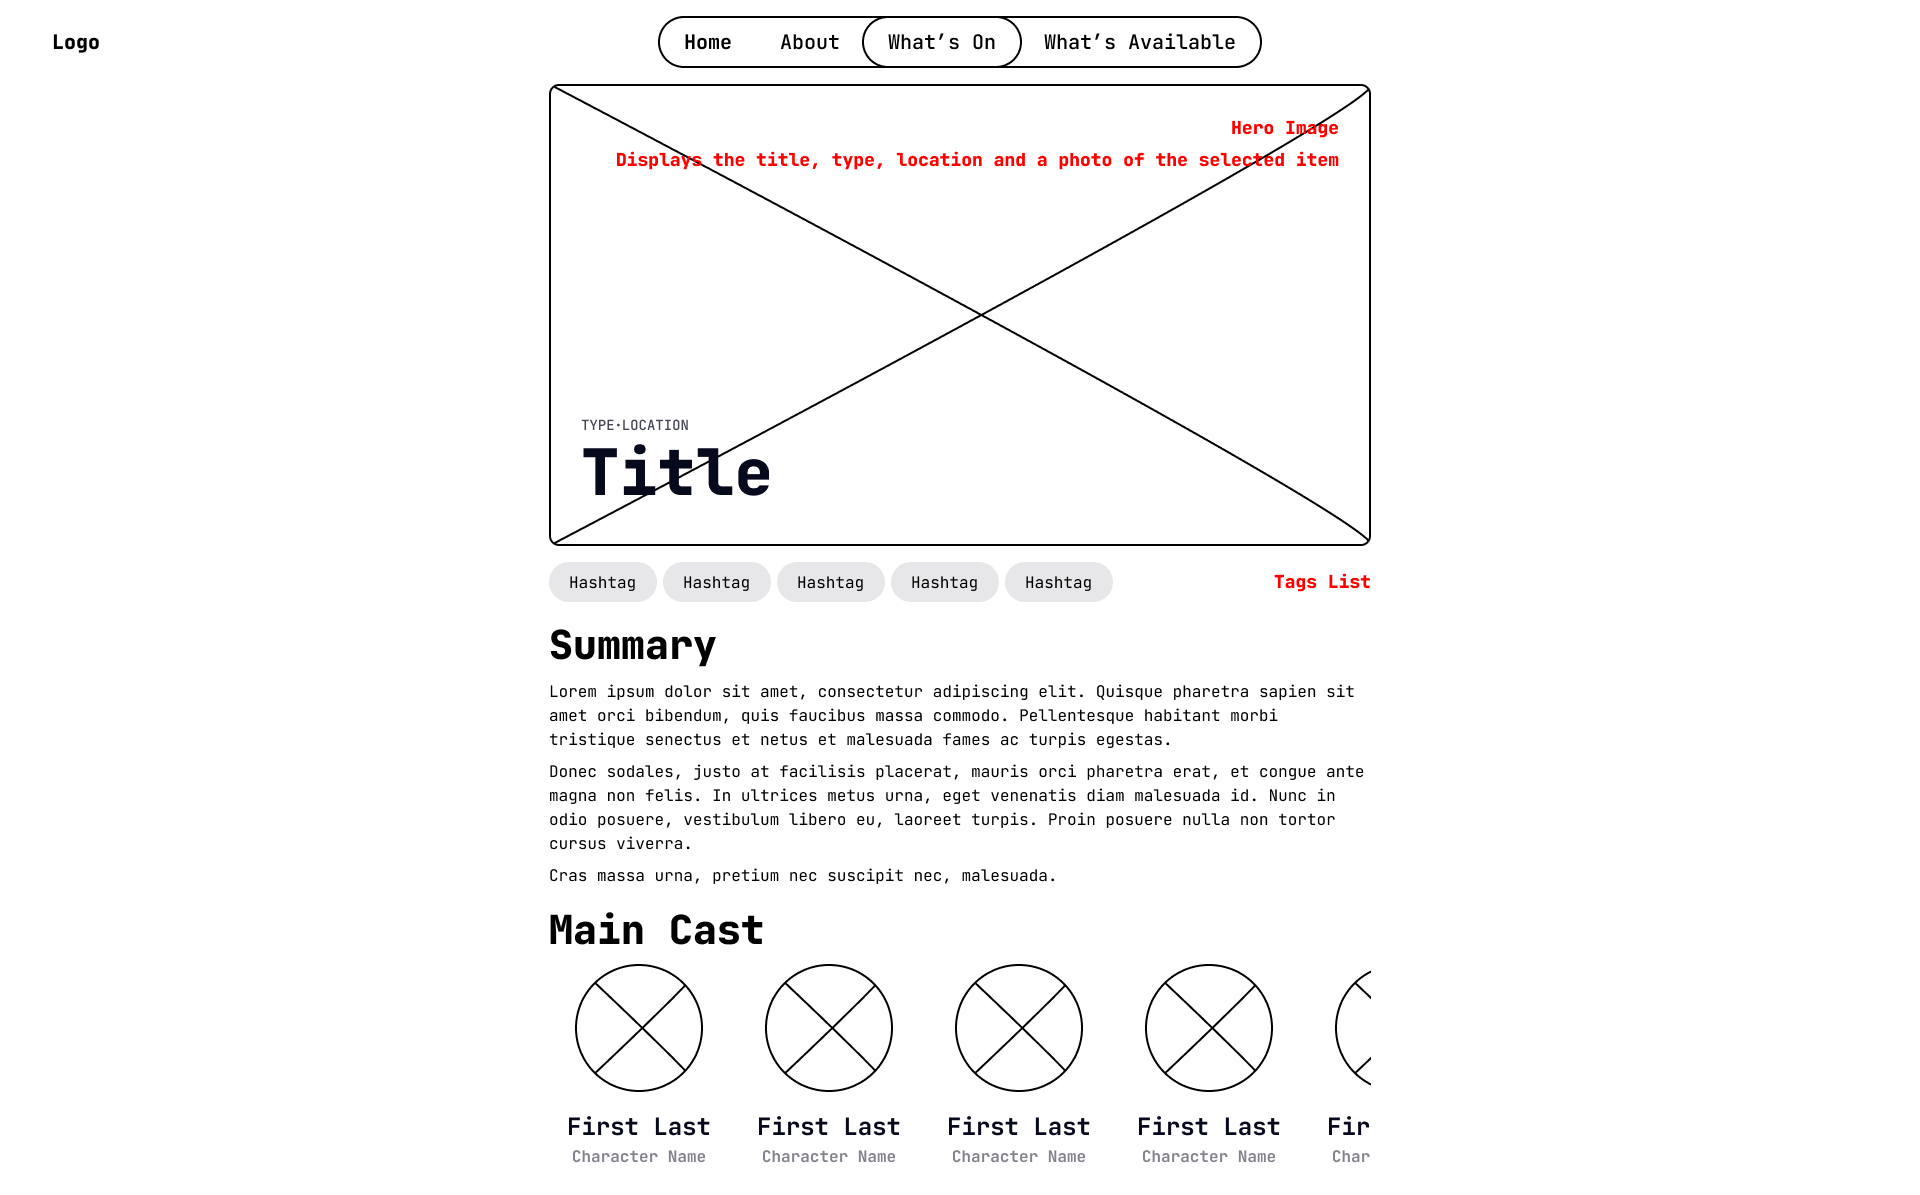 Logo
Home About What’s On What’s Available
Hero Image
Displays the title, type, location and a photo of the selected item
TYPE·LOCATION
Title
Hashtag Hashtag Hashtag Hashtag Hashtag Tags List
Summary
Lorem ipsum dolor sit amet, consectetur adipiscing elit. Quisque pharetra sapien sit
amet orci bibendum, quis faucibus massa commodo. Pellentesque habitant morbi
tristique senectus et netus et malesuada fames ac turpis egestas.
Donec sodales, justo at facilisis placerat, mauris orci pharetra erat, et congue ante
magna non felis. In ultrices metus urna, eget venenatis diam malesuada id. Nunc in
odio posuere, vestibulum libero eu, laoreet turpis. Proin posuere nulla non tortor
cursus viverra.
Cras massa urna, pretium nec suscipit nec, malesuada.
Main Cast
First Last First Last First Last First Last Fir
Character Name Character Name Character Name Character Name Char